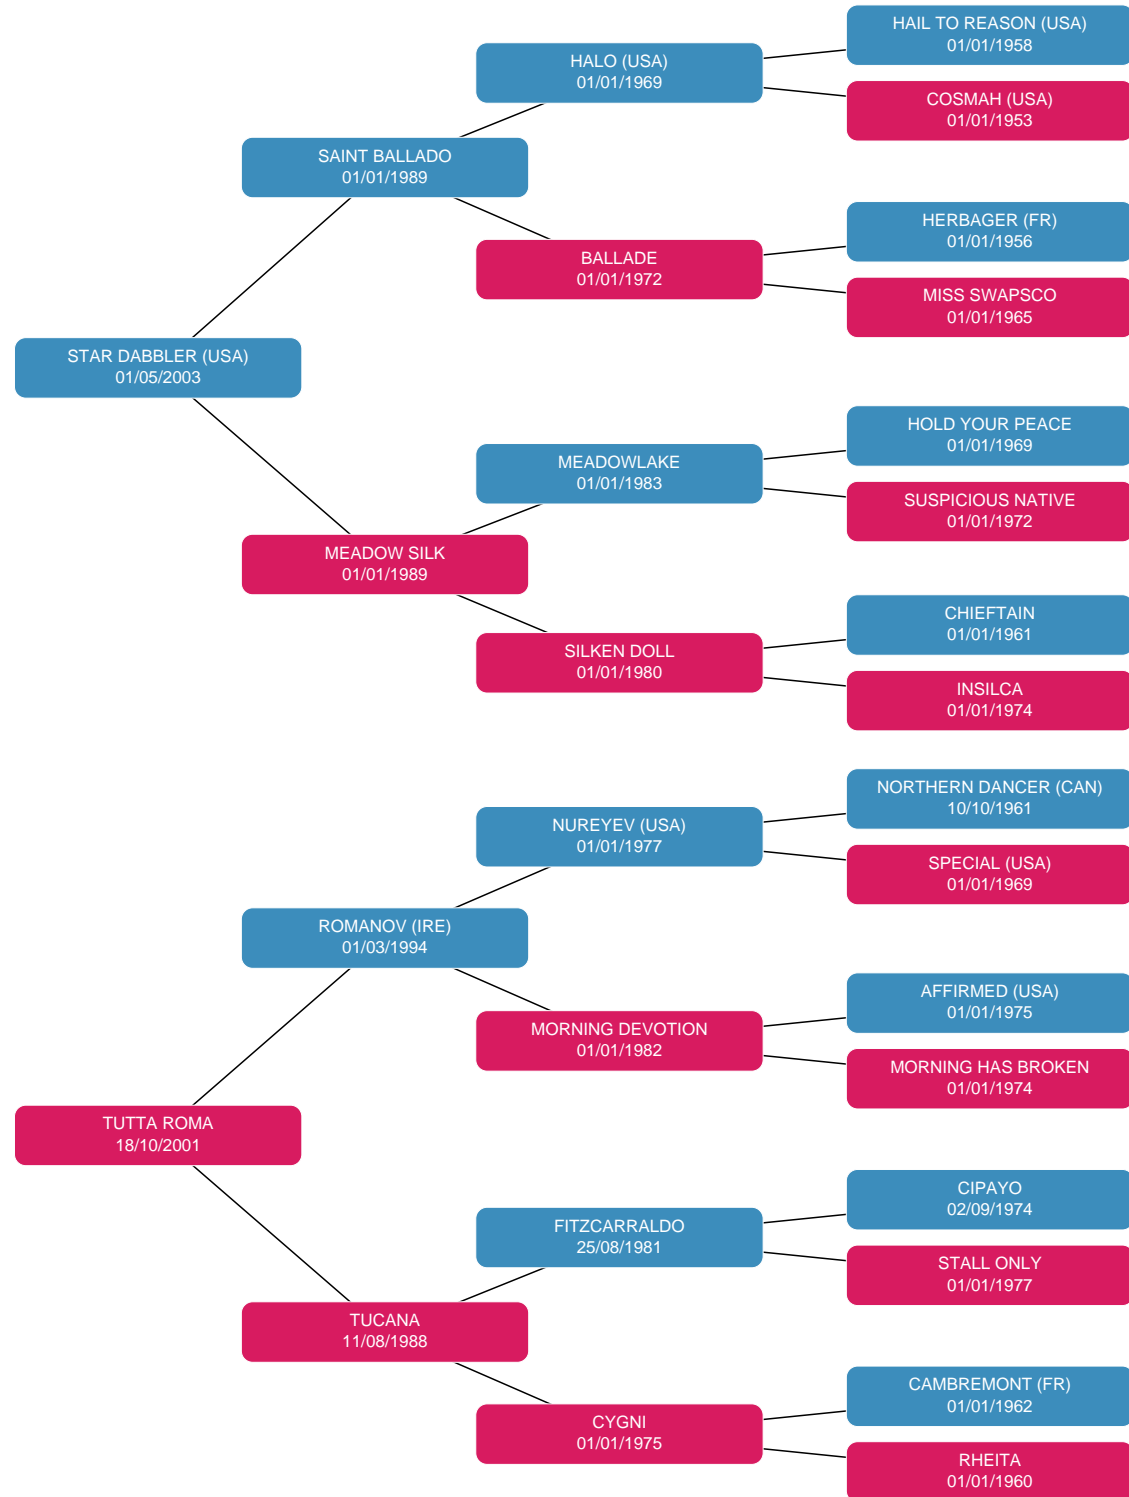 HAIL TO REASON (USA)
01/01/1958
HALO (USA)
01/01/1969
COSMAH (USA)
01/01/1953
SAINT BALLADO
01/01/1989
HERBAGER (FR)
01/01/1956
BALLADE
01/01/1972
MISS SWAPSCO
01/01/1965
STAR DABBLER (USA)
01/05/2003
HOLD YOUR PEACE
01/01/1969
MEADOWLAKE
01/01/1983
SUSPICIOUS NATIVE
01/01/1972
MEADOW SILK
01/01/1989
CHIEFTAIN
01/01/1961
SILKEN DOLL
01/01/1980
INSILCA
01/01/1974
NORTHERN DANCER (CAN)
10/10/1961
NUREYEV (USA)
01/01/1977
SPECIAL (USA)
01/01/1969
ROMANOV (IRE)
01/03/1994
AFFIRMED (USA)
01/01/1975
MORNING DEVOTION
01/01/1982
MORNING HAS BROKEN
01/01/1974
TUTTA ROMA
18/10/2001
CIPAYO
02/09/1974
FITZCARRALDO
25/08/1981
STALL ONLY
01/01/1977
TUCANA
11/08/1988
CAMBREMONT (FR)
01/01/1962
CYGNI
01/01/1975
RHEITA
01/01/1960